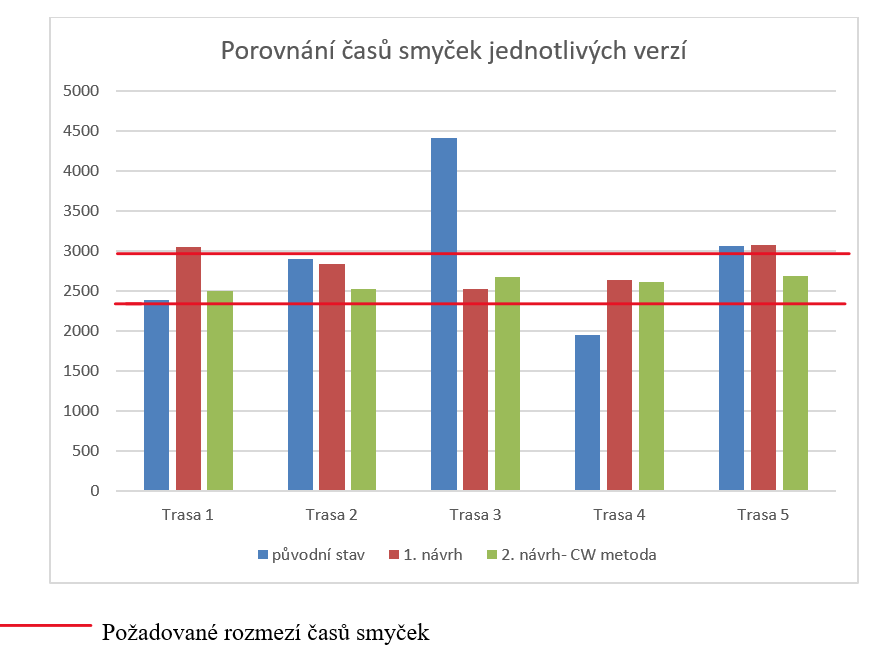 Porovnání časů smyček jednotlivých verzí
5000
4500
4000
3500
3000
2500
2000
1500
1000
500
0
Trasa 1 Trasa 2 Trasa 3 Trasa 4 Trasa 5
původní stav 1. návrh 2. návrh- CW metoda
Požadované rozmezí časů smyček